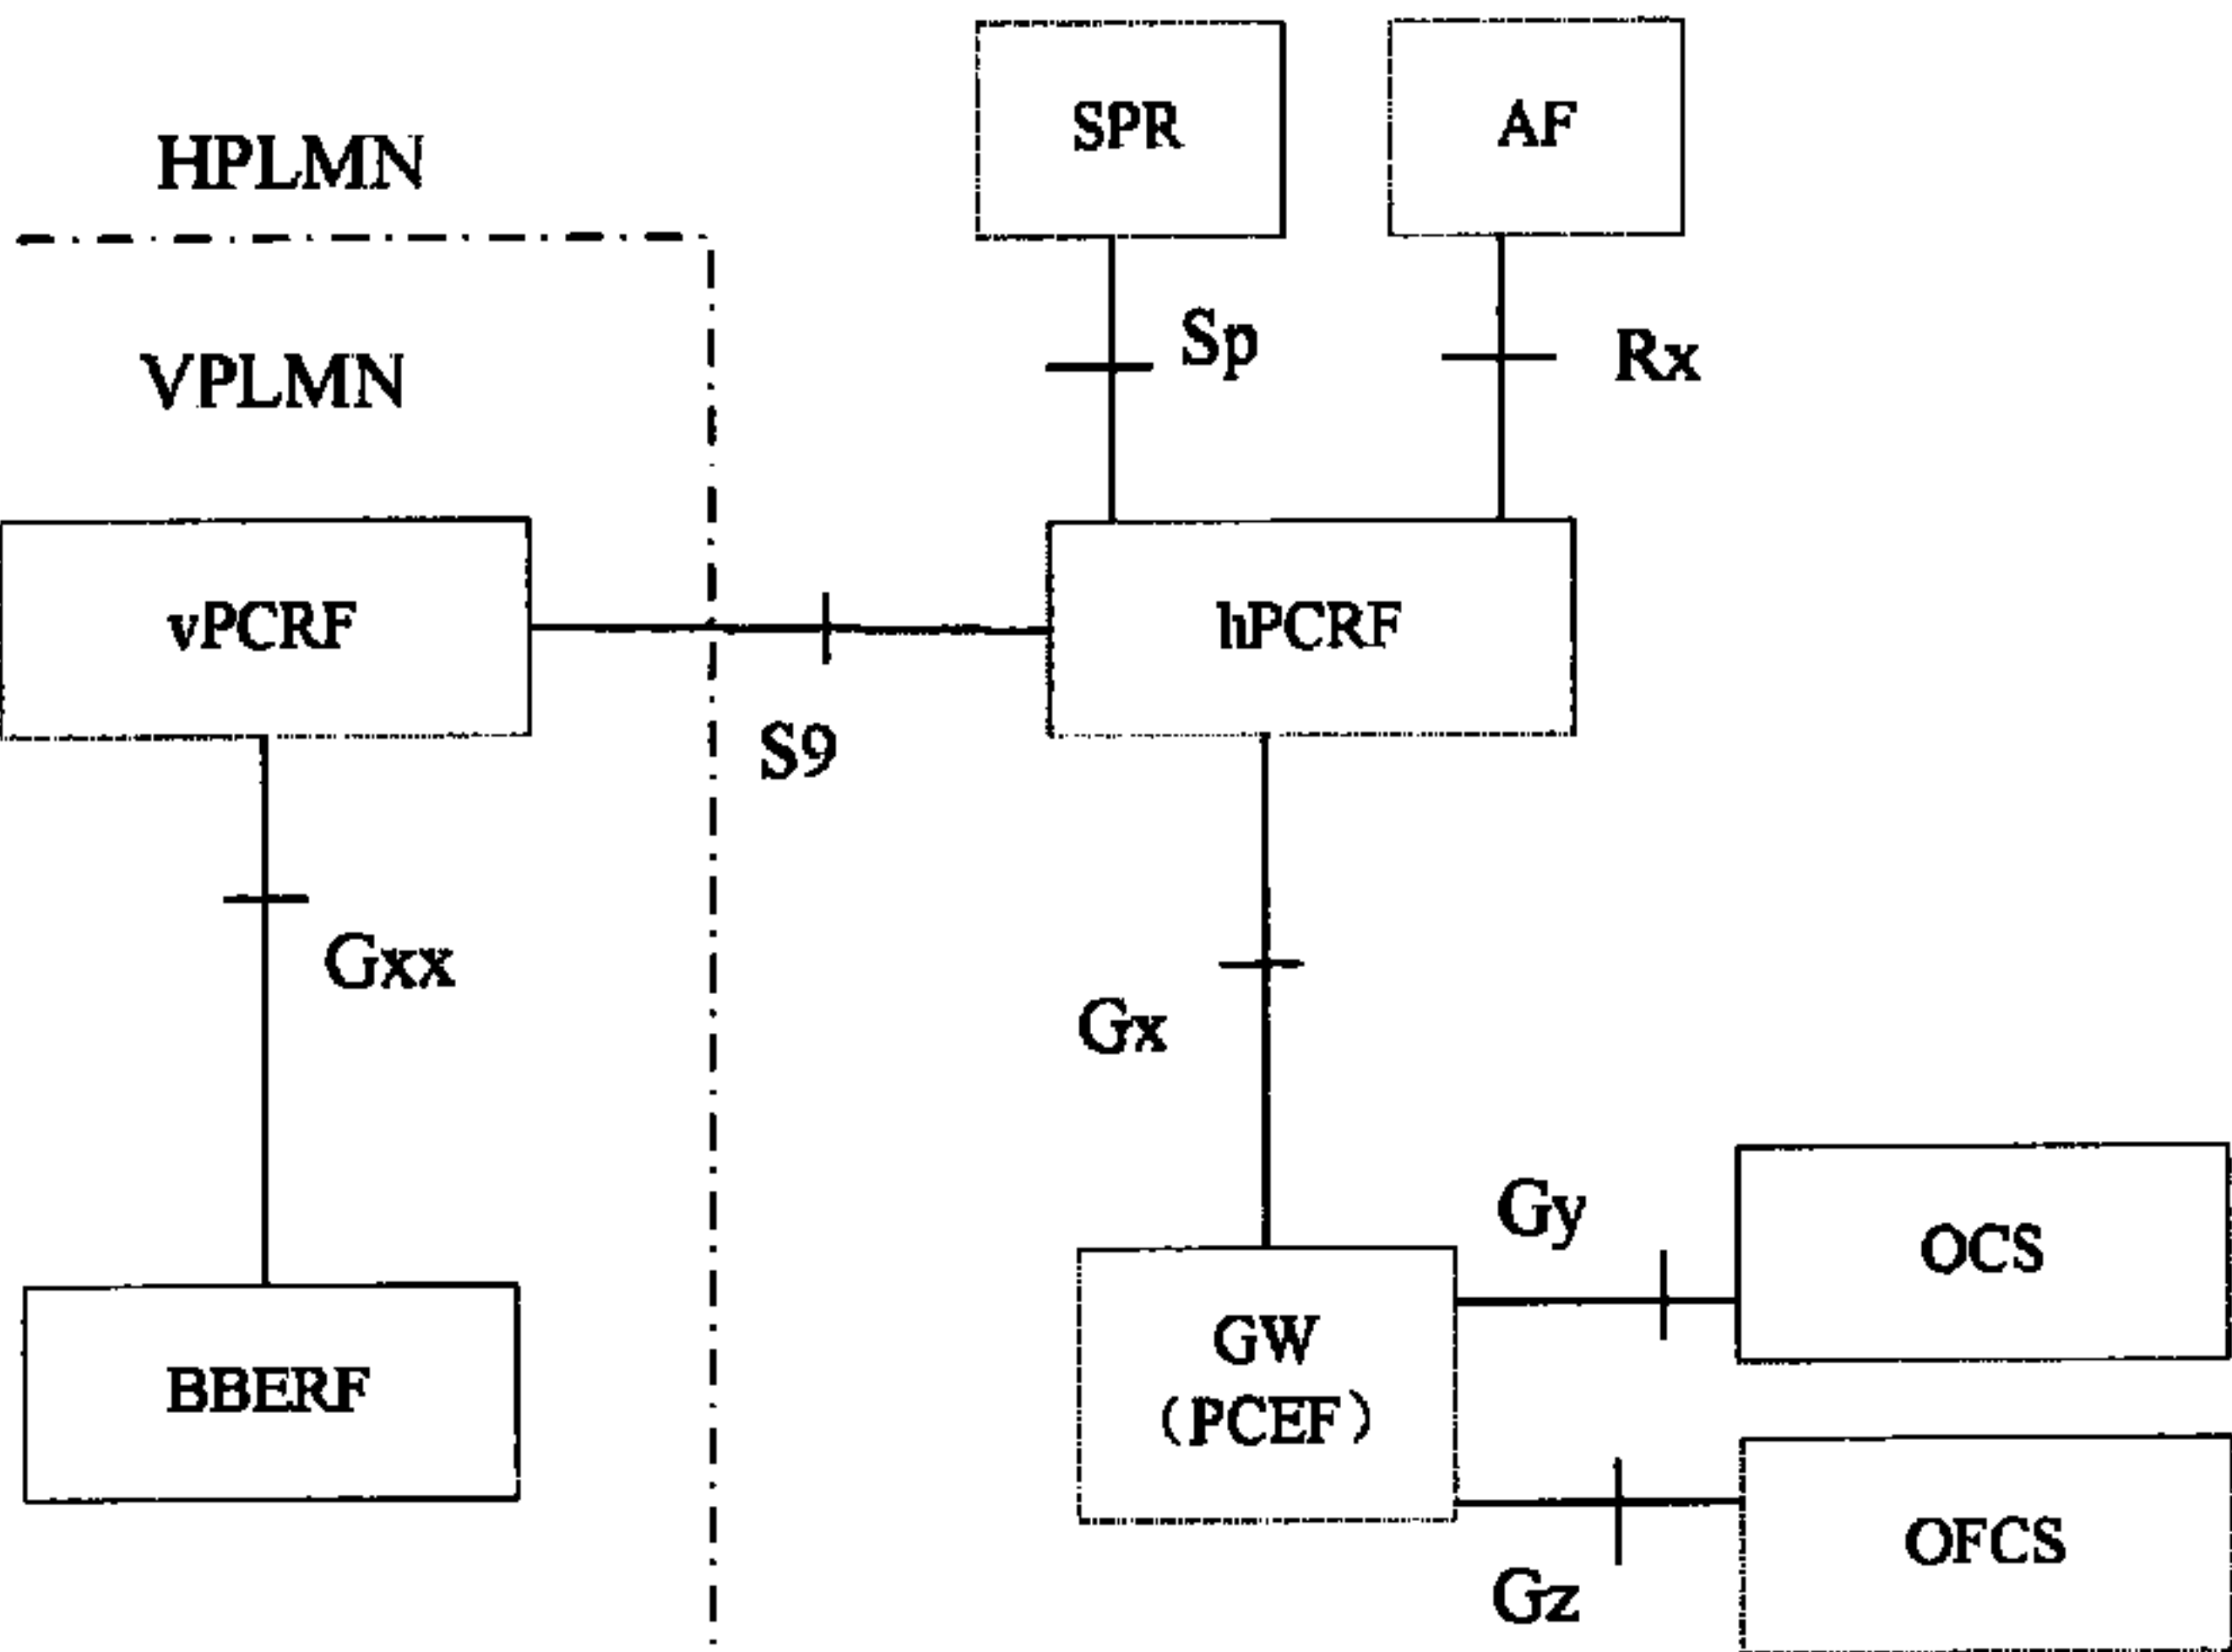 SPR
AF
HPLMN
Sp
Rx
VPLMN
vPCRF
hPCRF
S9
Gxx
Gx
Gy
OCS
GW
(PCEF)
BBERF
OFCS
Gz